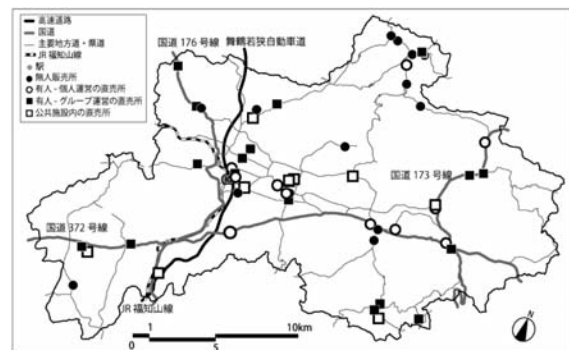 高速道路
国道
主要地方道・県道
JR 福知山線
駅
無人販売所
有人 - 個人運営の直売所
有人 - グループ運営の直売所
公共施設内の直売所
国道 176 号線
舞鶴若狭自動車道
国道 173 号線
国道 372 号線
JR 福知山線
0 1 5 10km
N